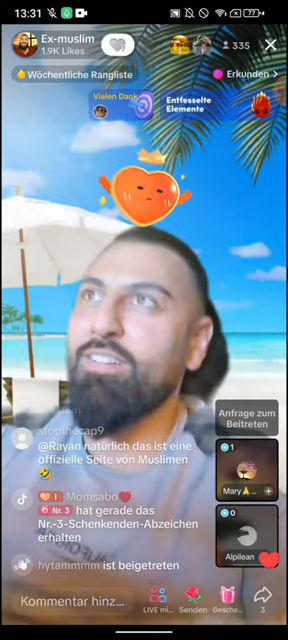 13:31
77
Ex-muslim
1.9K Likes
335
Wöchentliche Rangliste
Erkunden >
Vielen Dank
Entfesselte
Elemente
Anfrage zum
Beitreten
stopthecap9
@Rayan natürlich das ist eine
offizielle Seite von Muslimen
🤣
1
Mary🙏... +
I Momsabo❤️
Nr. 3 hat gerade das
Nr.-3-Schenkenden-Abzeichen
erhalten
0
Alpilean
hytammmm ist beigetreten
Kommentar hinz...
LIVE mi...
Senden
Gesche...
3